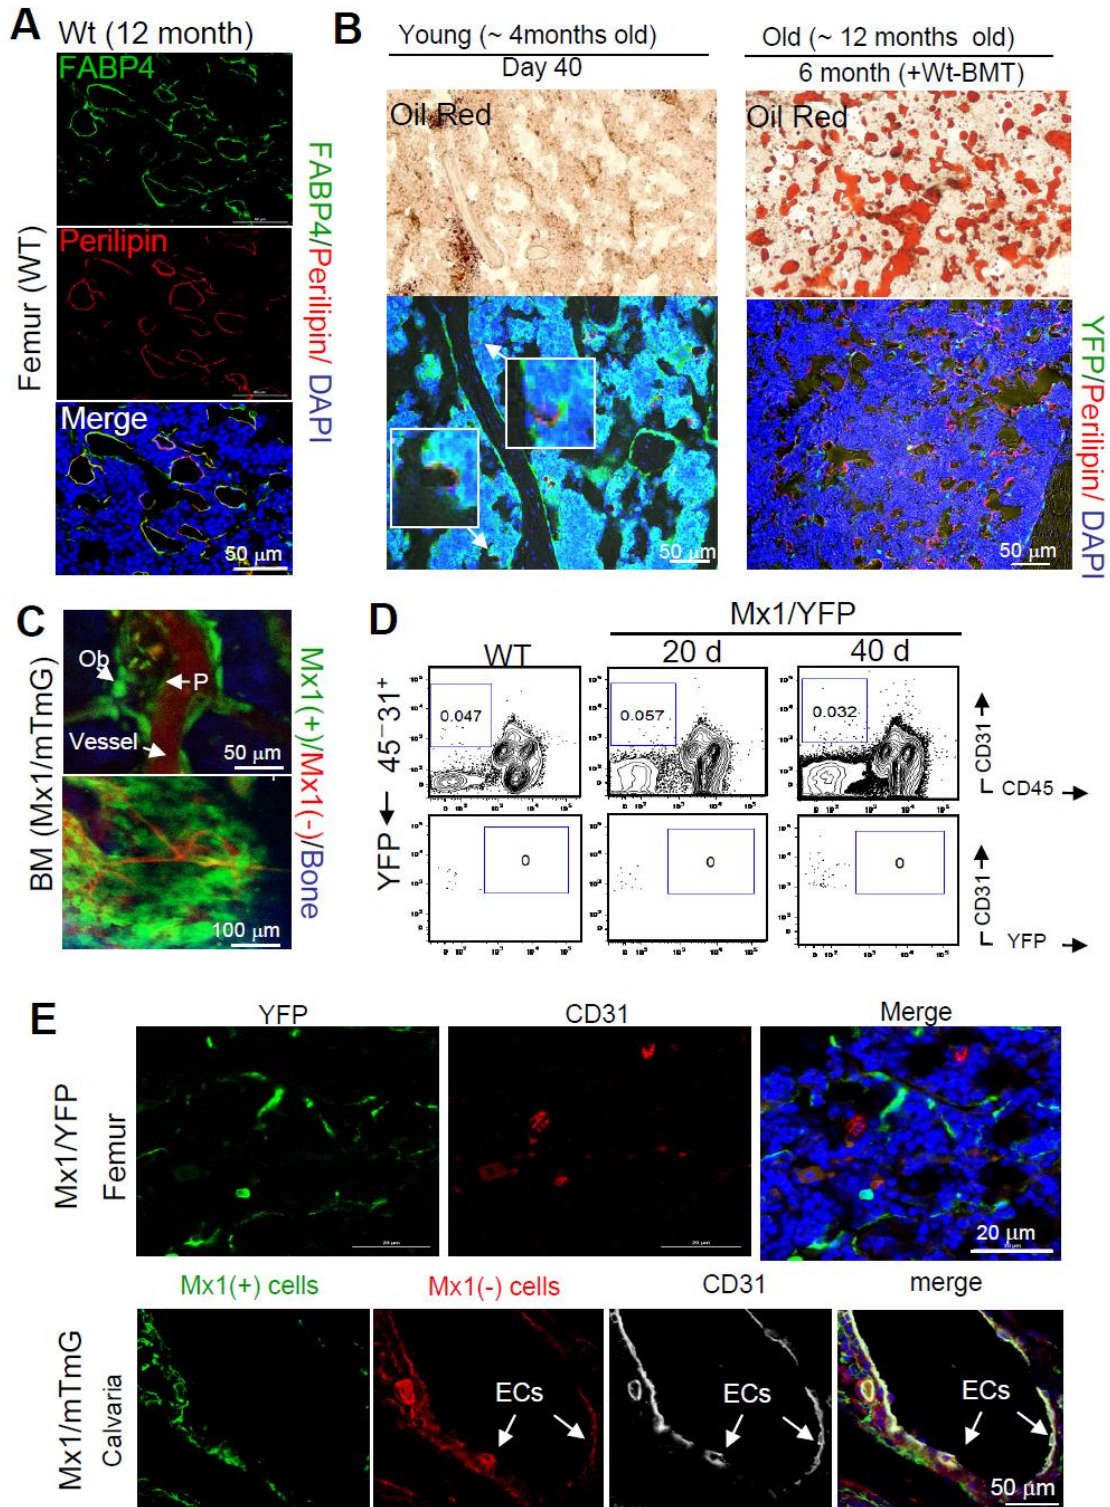 A
Wt (12 month)
FABP4
Perilipin
Merge
50 μm
Femur (WT)
FABP4/Perilipin/ DAPI
B
Young (~ 4months old)
Day 40
Oil Red
50 μm
Old (~ 12 months old)
6 month (+Wt-BMT)
Oil Red
50 μm
YFP/Perilipin/ DAPI
C
Ob
P
Vessel
50 μm
100 μm
BM (Mx1/mTmG)
Mx1(+)/Mx1(-)/Bone
D
Mx1/YFP
WT
20 d
40 d
0.047
0.057
0.032
YFP ← 45⁻31⁺
CD31
CD45
0
0
0
CD31
YFP
E
YFP
CD31
Merge
Mx1/YFP
Femur
20 μm
Mx1(+) cells
Mx1(-) cells
CD31
merge
Mx1/mTmG
Calvaria
ECs
ECs
ECs
50 μm